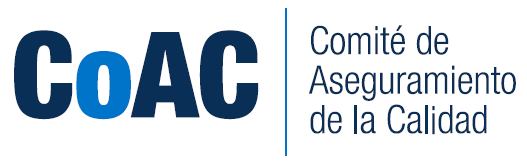 CoAC
Comité de
Aseguramiento
de la Calidad